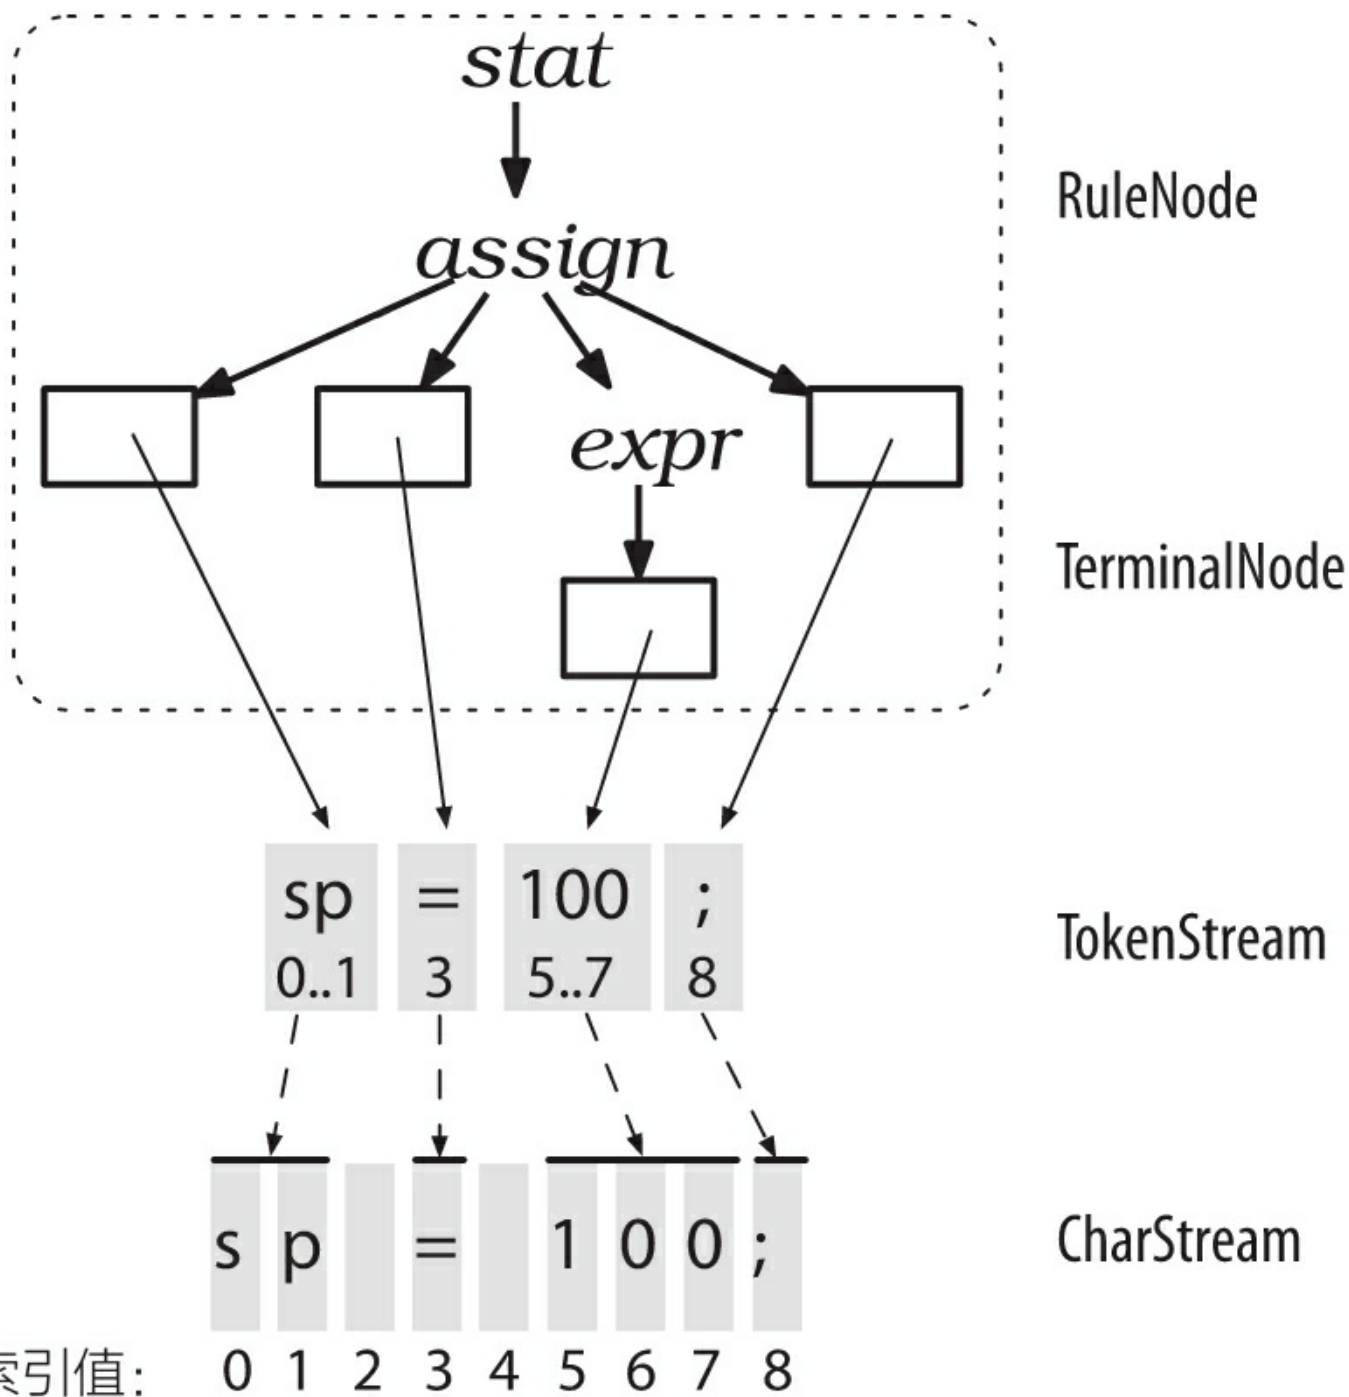 stat
RuleNode
assign
expr
TerminalNode
sp = 100 ;
TokenStream
0..1 3 5..7 8
s p = 1 0 0 ;
CharStream
索引值: 0 1 2 3 4 5 6 7 8